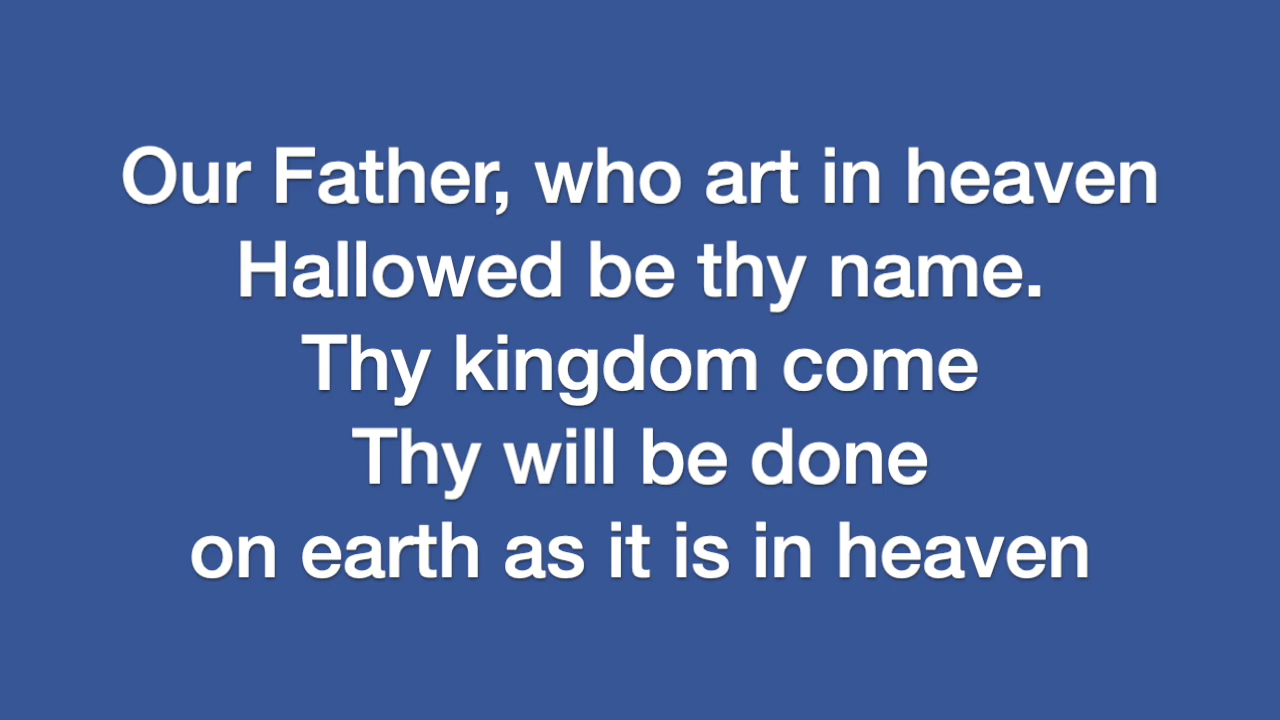 Our Father, who art in heaven
Hallowed be thy name.
Thy kingdom come
Thy will be done
on earth as it is in heaven